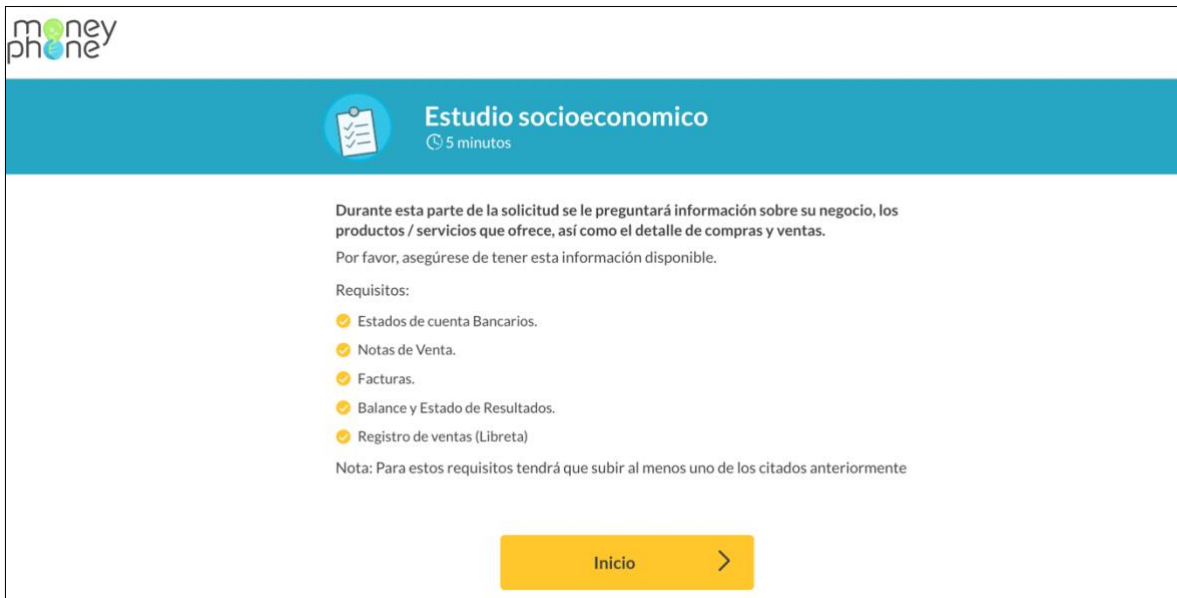 money
phone
Estudio socioeconomico
5 minutos
Durante esta parte de la solicitud se le preguntará información sobre su negocio, los
productos / servicios que ofrece, así como el detalle de compras y ventas.
Por favor, asegúrese de tener esta información disponible.
Requisitos:
Estados de cuenta Bancarios.
Notas de Venta.
Facturas.
Balance y Estado de Resultados.
Registro de ventas (Libreta)
Nota: Para estos requisitos tendrá que subir al menos uno de los citados anteriormente
Inicio